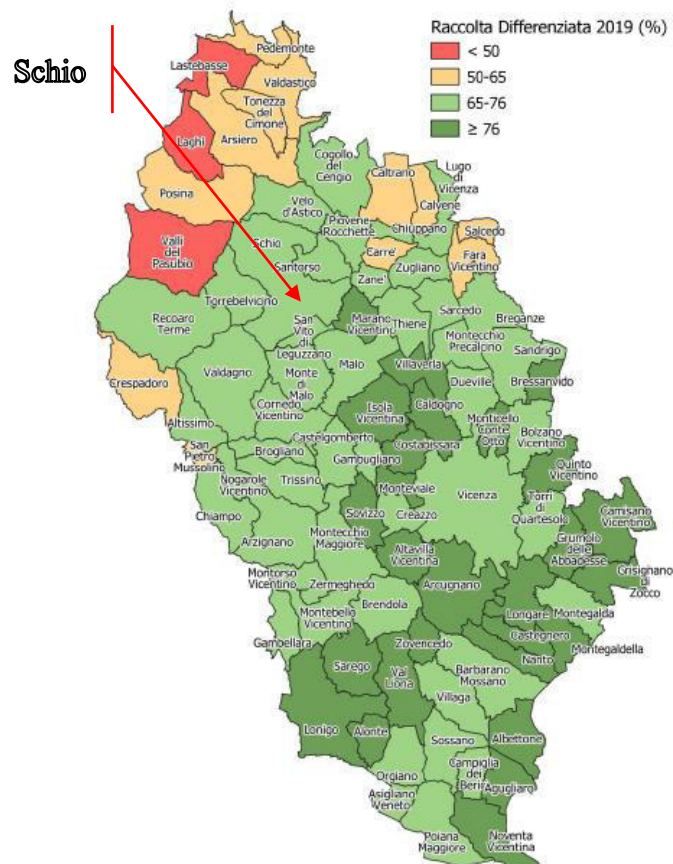 Raccolta Differenziata 2019 (%)
< 50
50-65
65-76
≥ 76
Schio
Pedemonte
Lastebasse
Valdastico
Tonezza
del
Cimone
Laghi
Arsiero
Cogollo
del
Cengio
Caltrano
Lugo
di
Vicenza
Calvene
Posina
Velo
d'Astico
Piovene
Rocchette
Chiuppano
Salcedo
Valli
del
Pasubio
Schio
Carre'
Fara
Vicentino
Santorso
Zane'
Zugliano
Torrebelvicino
Recoaro
Terme
San
Vito
di
Leguzzano
Marano
Vicentino
Thiene
Sarcedo
Breganze
Montecchio
Precalcino
Sandrigo
Crespadoro
Valdagno
Monte
di
Malo
Malo
Villaverla
Dueville
Bressanvido
Altissimo
Cornedo
Vicentino
Isola
Vicentina
Caldogno
Monticello
Conte
Otto
Bolzano
Vicentino
San
Pietro
Mussolino
Castelgomberto
Costabissara
Brogliano
Gambugliano
Quinto
Vicentino
Nogarole
Vicentino
Trissino
Monteviale
Vicenza
Chiampo
Sovizzo
Creazzo
Torri
di
Quartesolo
Camisano
Vicentino
Arzignano
Montecchio
Maggiore
Altavilla
Vicentina
Grumolo
delle
Abbadesse
Grisignano
di
Zocco
Montorso
Vicentino
Zermeghedo
Arcugnano
Montebello
Vicentino
Brendola
Longare
Montegalda
Gambellara
Zovencedo
Castegnero
Montegaldella
Sarego
Val
Liona
Barbarano
Mossano
Nanto
Villaga
Lonigo
Alonte
Sossano
Albettone
Orgiano
Campiglia
dei
Berici
Agugliaro
Asigliano
Veneto
Poiana
Maggiore
Noventa
Vicentina